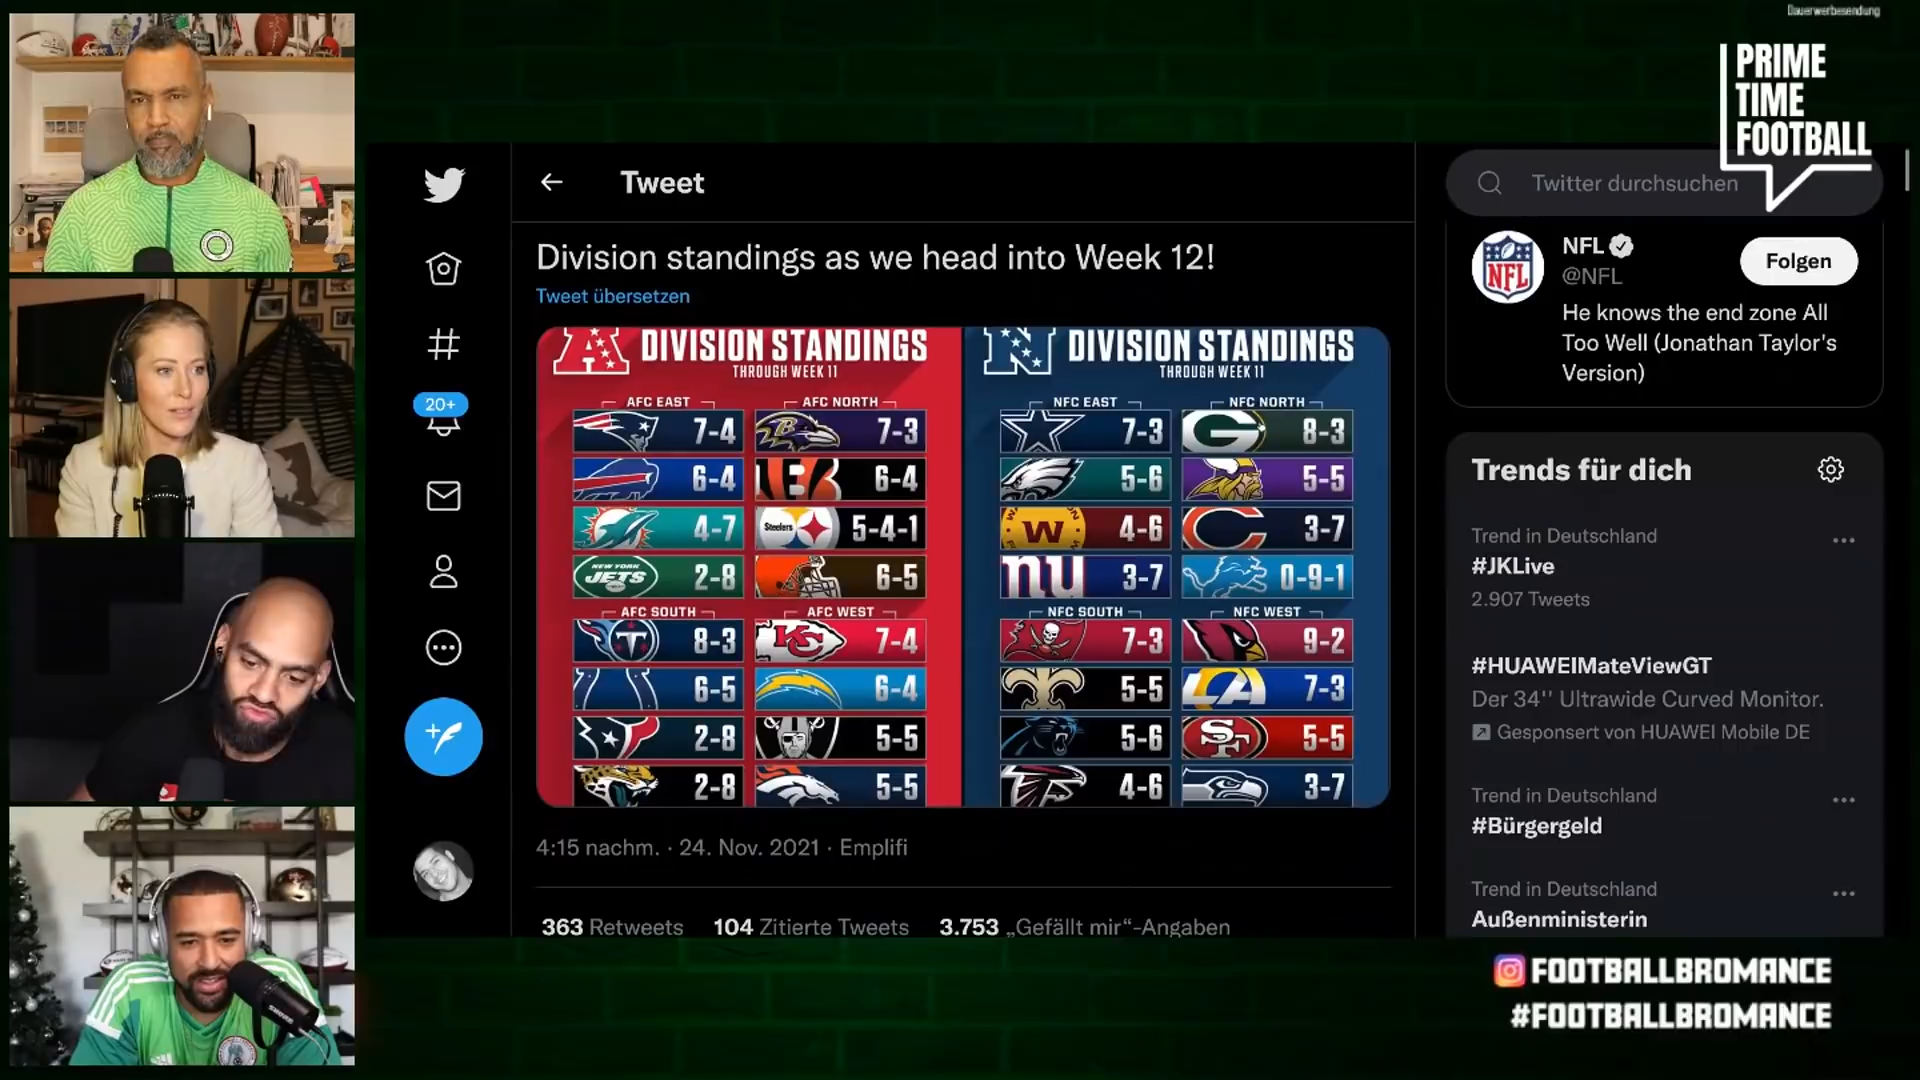 Dauerwerbesendung
PRIME
TIME
FOOTBALL
Tweet
Twitter durchsuchen
Division standings as we head into Week 12!
Tweet übersetzen
A DIVISION STANDINGS
THROUGH WEEK 11
AFC EAST
7-4
6-4
4-7
NEW YORK
JETS 2-8
AFC NORTH
B 7-3
BENGALS 6-4
Steelers 5-4-1
6-5
AFC SOUTH
T 8-3
6-5
2-8
2-8
AFC WEST
KC 7-4
6-4
5-5
5-5
N DIVISION STANDINGS
THROUGH WEEK 11
NFC EAST
7-3
5-6
W 4-6
ny 3-7
NFC NORTH
G 8-3
5-5
C 3-7
0-9-1
NFC SOUTH
7-3
5-5
5-6
4-6
NFC WEST
9-2
LA 7-3
SF 5-5
3-7
4:15 nachm. · 24. Nov. 2021 · Emplifi
363 Retweets 104 Zitierte Tweets 3.753 „Gefällt mir“-Angaben
20+
NFL
NFL
@NFL
Folgen
He knows the end zone All
Too Well (Jonathan Taylor's
Version)
Trends für dich
Trend in Deutschland
#JKLive
2.907 Tweets
#HUAWEIMateViewGT
Der 34'' Ultrawide Curved Monitor.
Gesponsert von HUAWEI Mobile DE
Trend in Deutschland
#Bürgergeld
Trend in Deutschland
Außenministerin
FOOTBALLBROMANCE
#FOOTBALLBROMANCE
SHURE